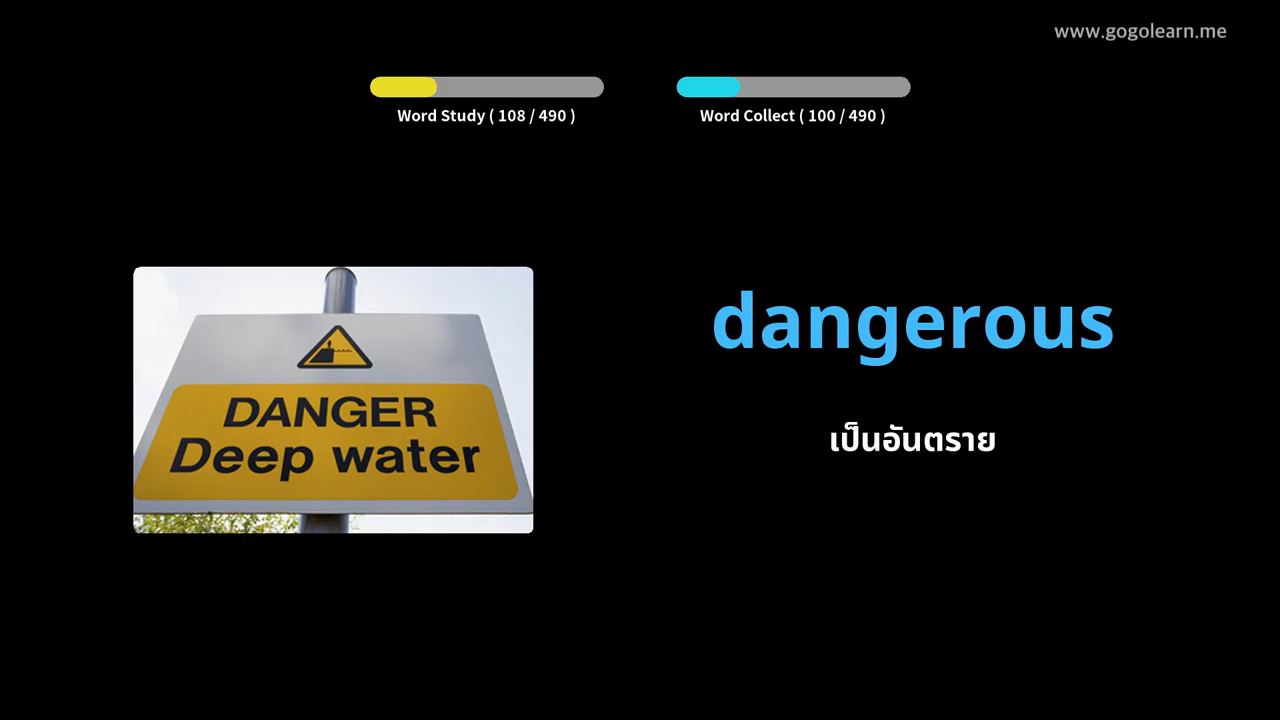 www.gogolearn.me
Word Study ( 108 / 490 )
Word Collect ( 100 / 490 )
DANGER
Deep water
dangerous
เป็นอันตราย